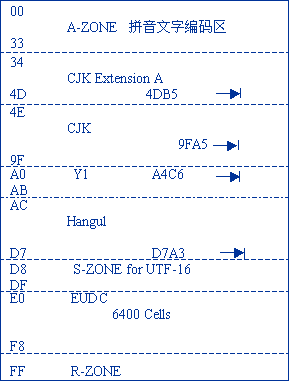 00
A-ZONE 拼音文字编码区
33
34
CJK Extension A
4D 4DB5
4E
CJK
9FA5
9F
A0 Y1 A4C6
AB
AC
Hangul
D7 D7A3
D8 S-ZONE for UTF-16
DF
E0 EUDC
6400 Cells
F8
FF R-ZONE